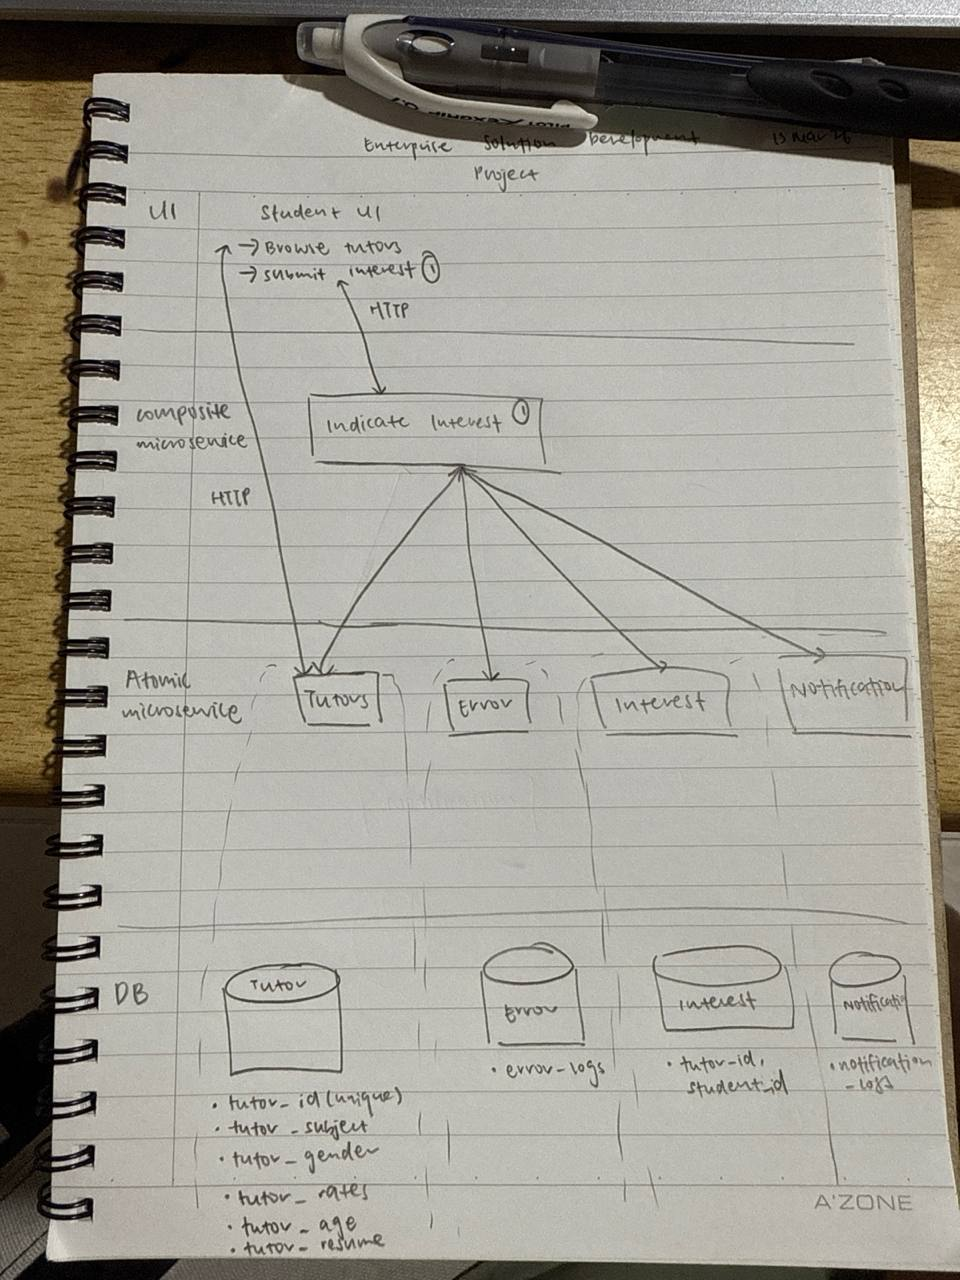 Enterprise Solution Development 13 Mar 26
Project
UI
Student UI
→ Browse tutors
→ submit interest ①
HTTP
composite
microservice
Indicate Interest ①
HTTP
Atomic
microservice
Tutors
Error
Interest
Notification
DB
Tutor
Error
Interest
Notificatio
• error-logs
• tutor-id,
student_id
• notification
- logs
• tutor_id (unique)
• tutor_subject
• tutor_gender
• tutor_rates
• tutor_age
• tutor_resume
A'ZONE